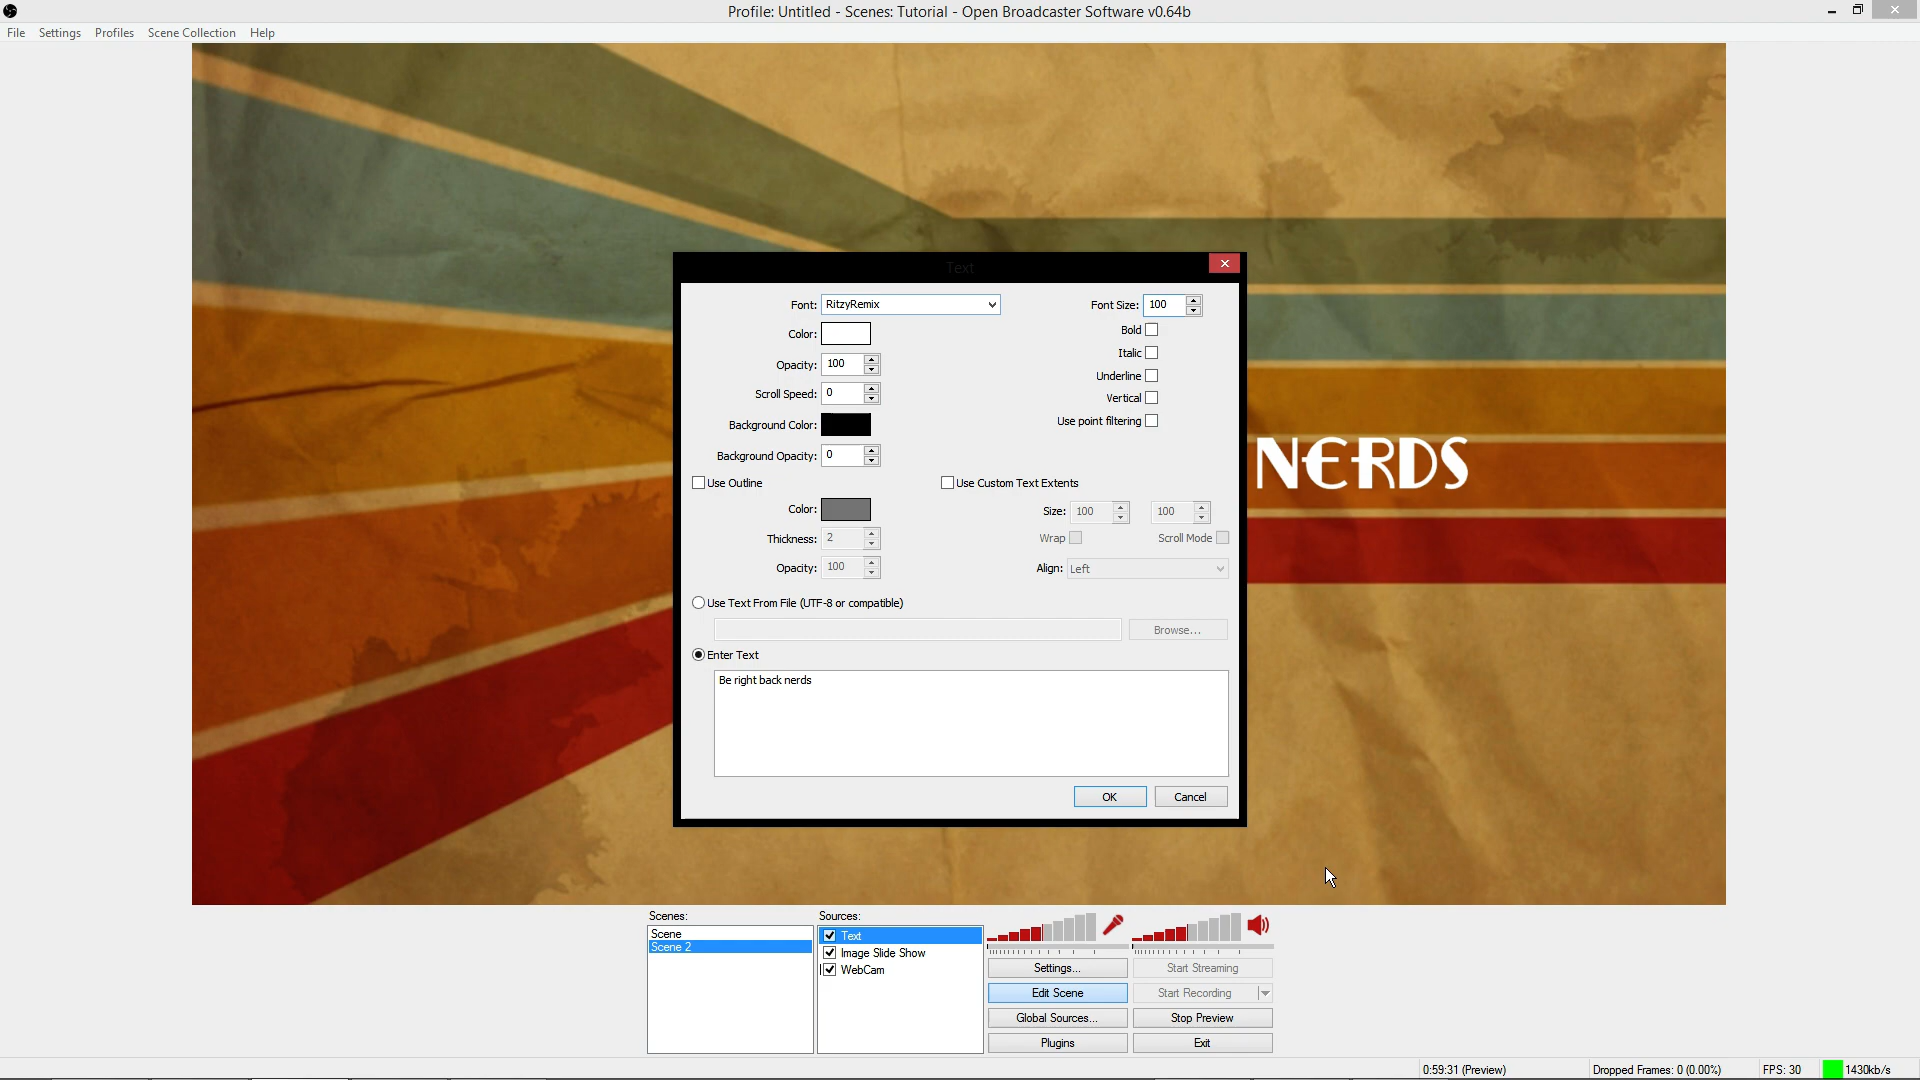 Profile: Untitled - Scenes: Tutorial - Open Broadcaster Software v0.64b
File Settings Profiles Scene Collection Help
Text
Font: RitzyRemix Font Size: 100
Color: Bold
Opacity: 100 Italic
Underline
Scroll Speed: 0 Vertical
Background Color: Use point filtering
Background Opacity: 0
NERDS
Use Outline Use Custom Text Extents
Color: Size: 100 100
Thickness: 2 Wrap Scroll Mode
Opacity: 100 Align: Left
Use Text From File (UTF-8 or compatible)
Browse...
Enter Text
Be right back nerds
OK Cancel
Scenes: Sources:
Scene Text
Scene 2 Image Slide Show
WebCam
Settings... Start Streaming
Edit Scene Start Recording
Global Sources... Stop Preview
Plugins Exit
0:59:31 (Preview) Dropped Frames: 0 (0.00%) FPS: 30 1430kb/s